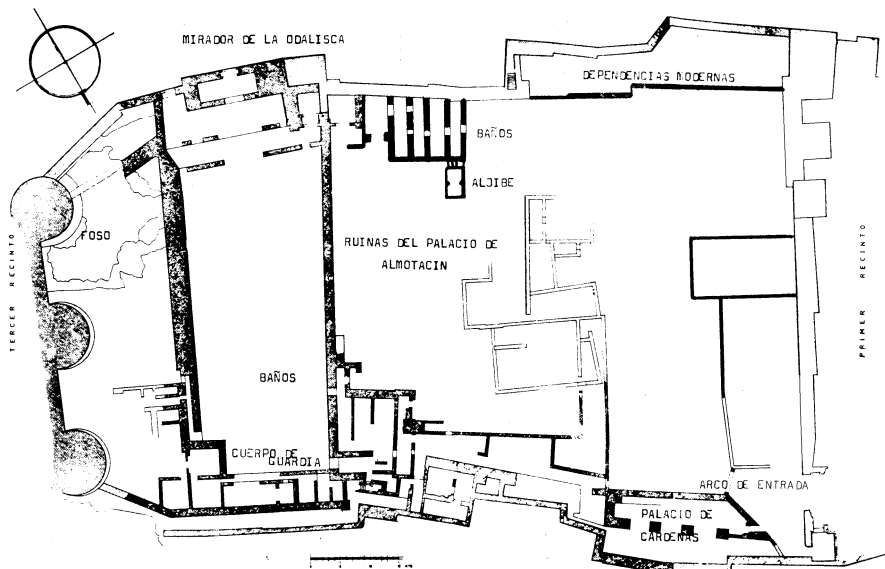 MIRADOR DE LA ODALISCA
DEPENDENCIAS MODERNAS
BAÑOS
ALJIBE
FOSO
RUINAS DEL PALACIO DE
ALMOTACIN
TERCER RECINTO
PRIMER RECINTO
BAÑOS
CUERPO DE
GUARDIA
ARCO DE ENTRADA
PALACIO DE
CARDENAS